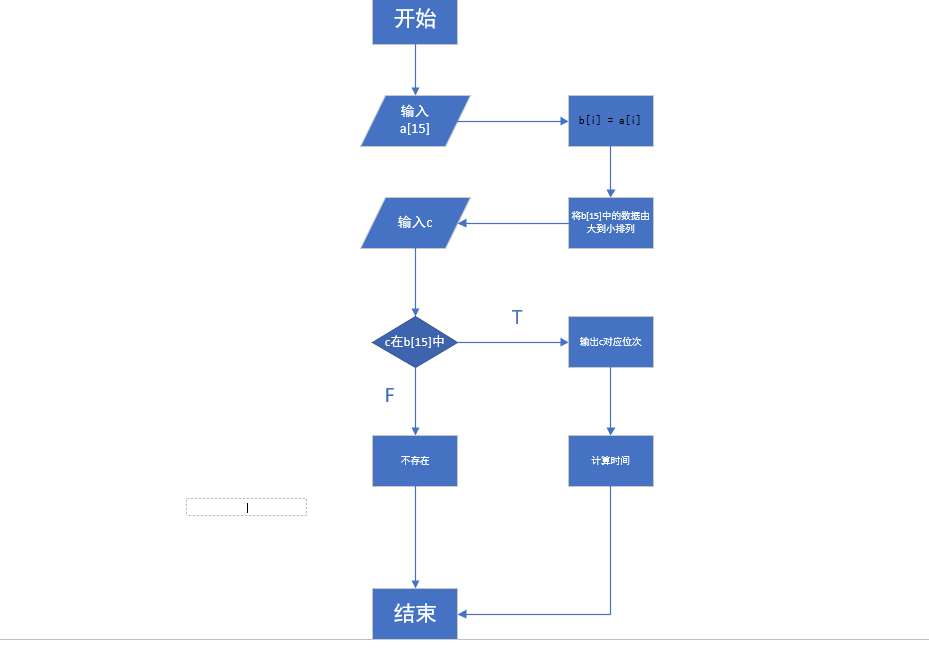 开始
输入
a[15]
b[i] = a[i]
将b[15]中的数据由
大到小排列
输入c
c在b[15]中
T
输出c对应位次
F
不存在
计算时间
结束